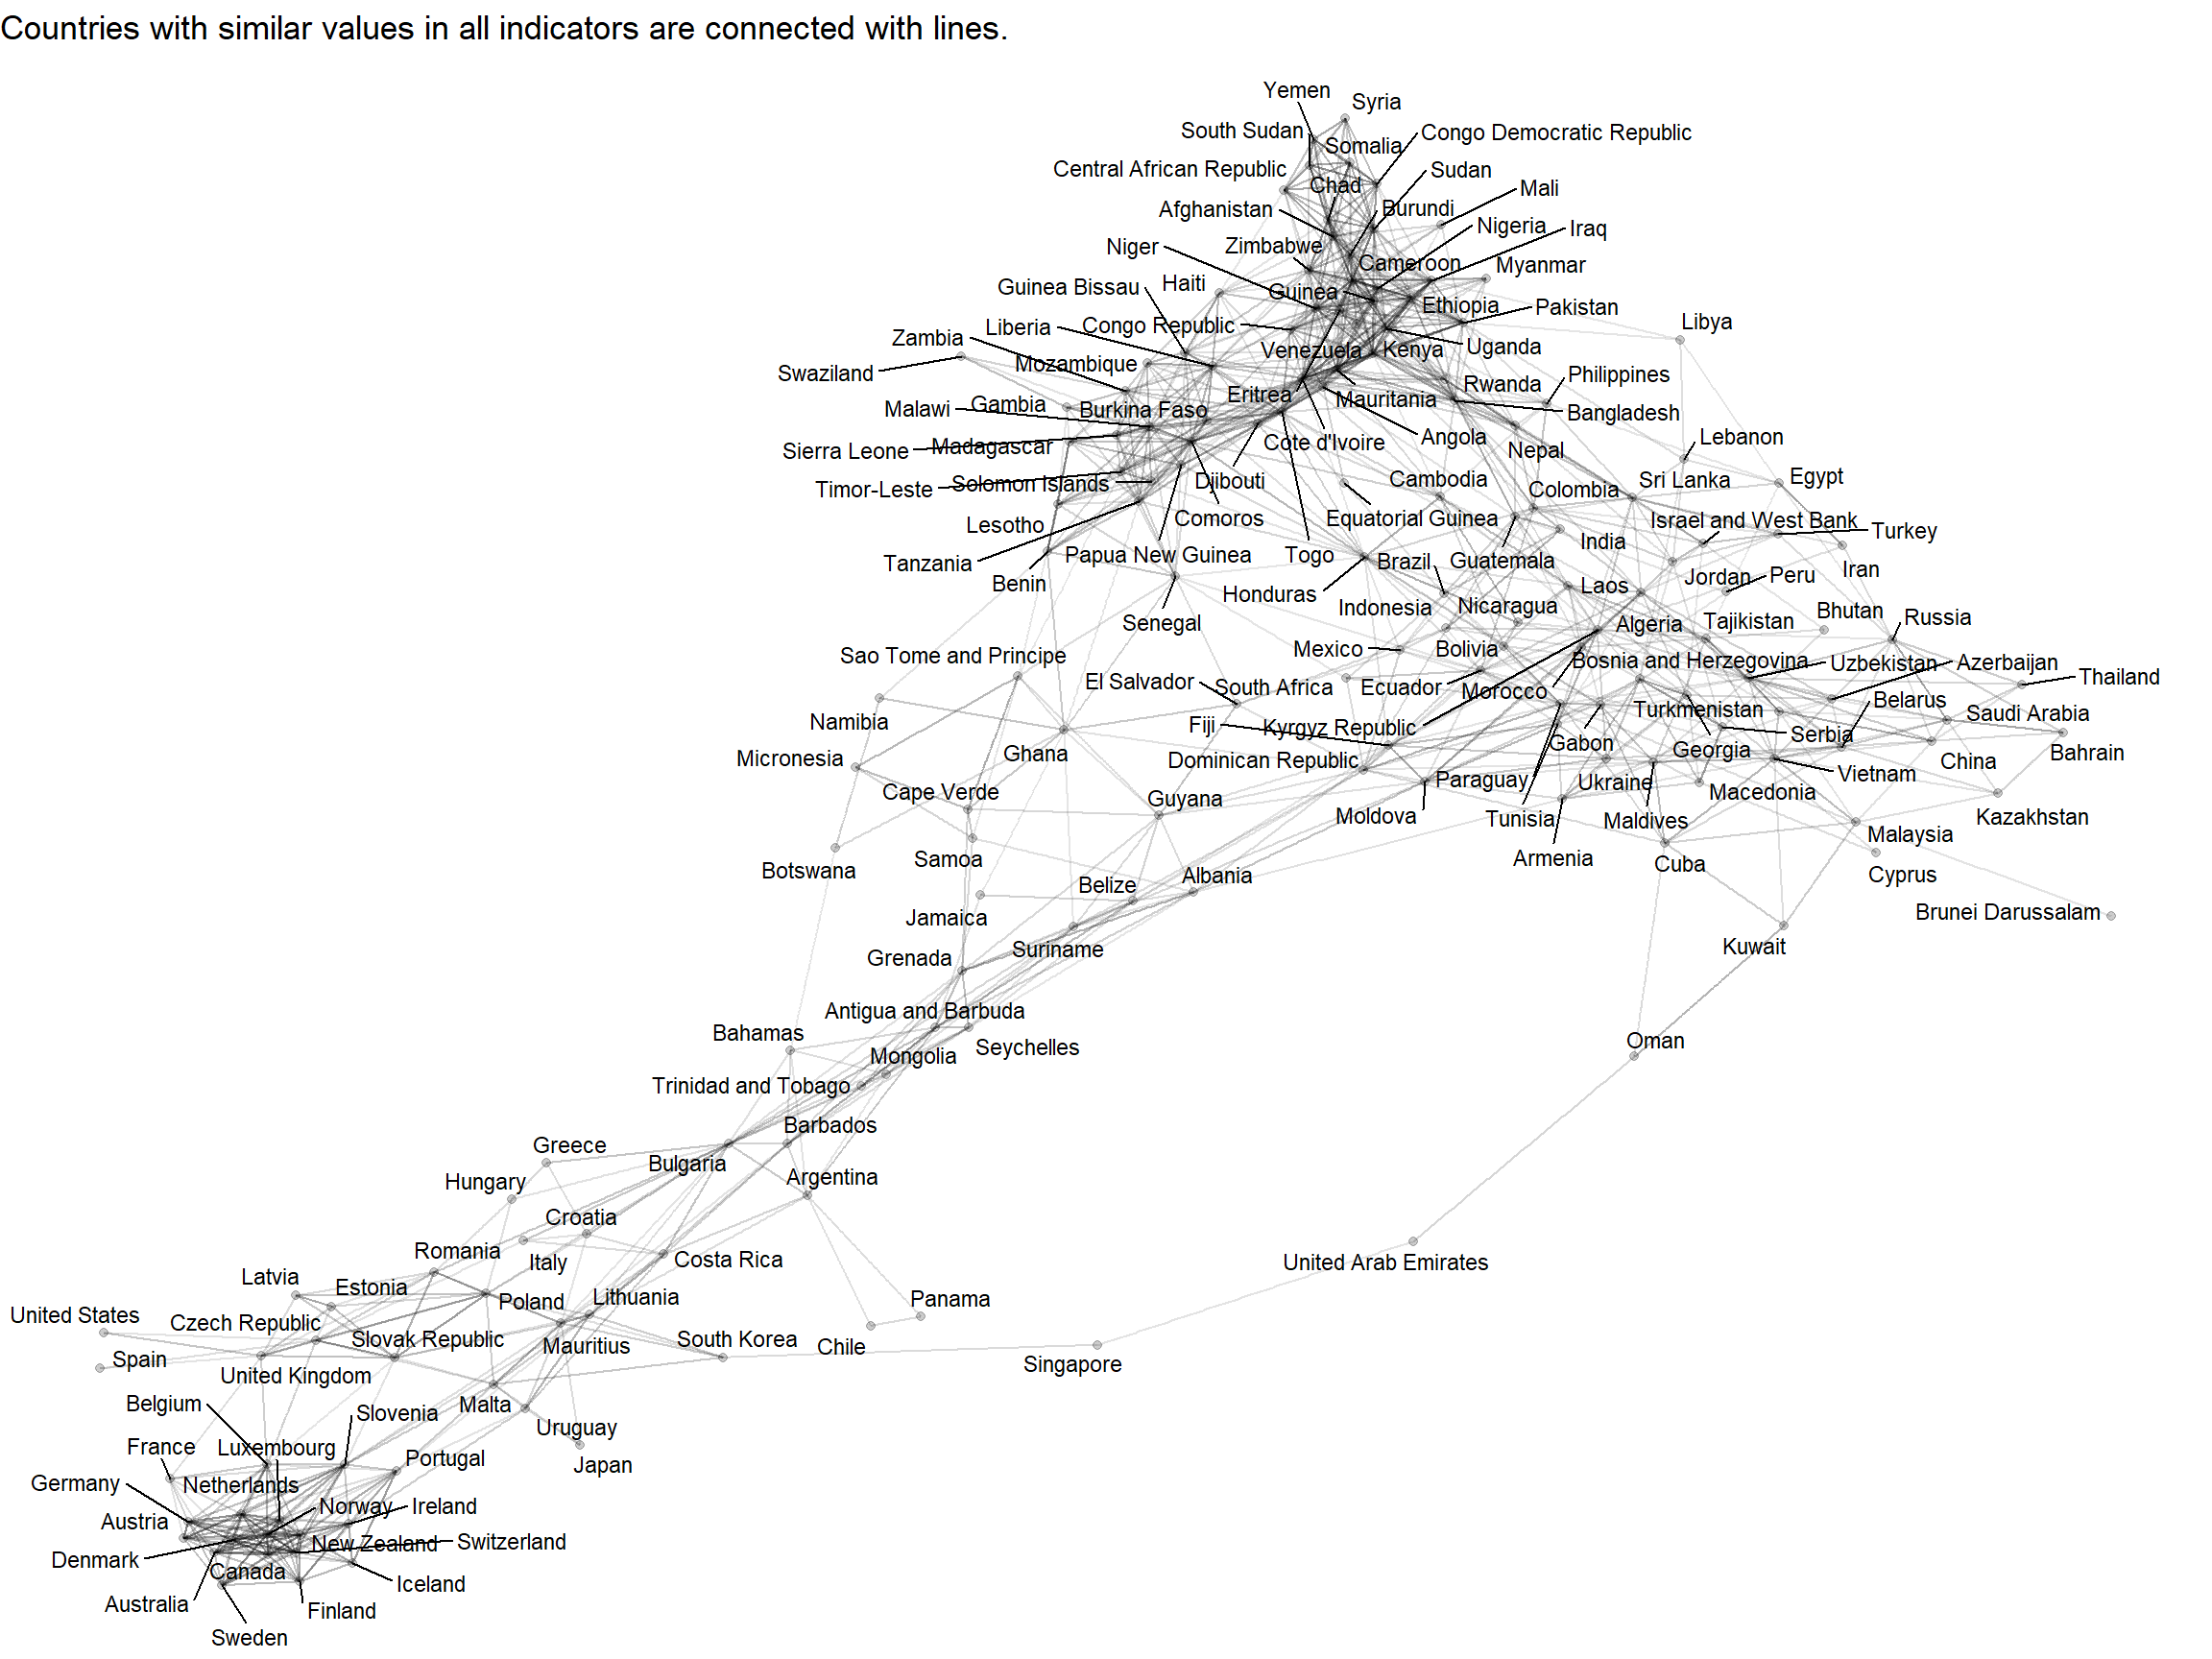 Countries with similar values in all indicators are connected with lines.
Yemen
Syria
South Sudan
Congo Democratic Republic
Somalia
Central African Republic
Sudan
Chad
Mali
Afghanistan
Burundi
Nigeria
Iraq
Niger
Zimbabwe
Cameroon
Myanmar
Guinea Bissau
Haiti
Guinea
Ethiopia
Pakistan
Liberia
Congo Republic
Libya
Zambia
Venezuela
Kenya
Uganda
Mozambique
Swaziland
Philippines
Rwanda
Eritrea
Mauritania
Malawi
Gambia
Burkina Faso
Bangladesh
Cote d'Ivoire
Angola
Lebanon
Sierra Leone
Madagascar
Nepal
Timor-Leste
Solomon Islands
Djibouti
Cambodia
Colombia
Sri Lanka
Egypt
Lesotho
Comoros
Equatorial Guinea
Israel and West Bank
Turkey
Tanzania
Papua New Guinea
Togo
Brazil
Guatemala
India
Iran
Benin
Honduras
Laos
Jordan
Peru
Indonesia
Nicaragua
Senegal
Algeria
Tajikistan
Bhutan
Russia
Sao Tome and Principe
Mexico
Bolivia
Bosnia and Herzegovina
Uzbekistan
Azerbaijan
Thailand
El Salvador
South Africa
Ecuador
Morocco
Belarus
Namibia
Fiji
Kyrgyz Republic
Turkmenistan
Saudi Arabia
Serbia
Micronesia
Ghana
Dominican Republic
Gabon
Georgia
China
Bahrain
Cape Verde
Guyana
Paraguay
Ukraine
Macedonia
Vietnam
Moldova
Tunisia
Maldives
Kazakhstan
Botswana
Samoa
Armenia
Cuba
Malaysia
Cyprus
Jamaica
Belize
Albania
Brunei Darussalam
Grenada
Suriname
Kuwait
Antigua and Barbuda
Bahamas
Mongolia
Seychelles
Oman
Trinidad and Tobago
Barbados
Greece
Bulgaria
Hungary
Argentina
Croatia
Romania
Italy
Costa Rica
United Arab Emirates
Latvia
Estonia
Poland
Lithuania
Panama
United States
Czech Republic
Slovak Republic
Mauritius
South Korea
Chile
Spain
United Kingdom
Singapore
Belgium
Slovenia
Malta
Uruguay
France
Luxembourg
Portugal
Japan
Germany
Netherlands
Norway
Ireland
Austria
New Zealand
Switzerland
Denmark
Canada
Iceland
Australia
Finland
Sweden